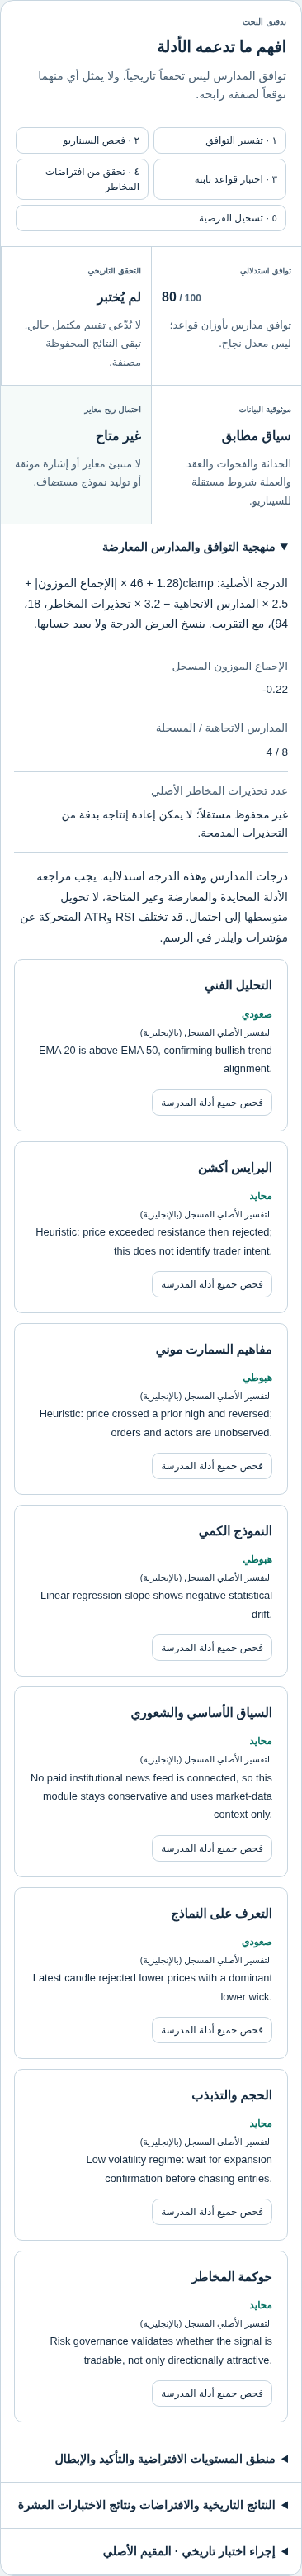 تدقيق البحث
افهم ما تدعمه الأدلة
توافق المدارس ليس تحققاً تاريخياً. ولا يمثل أي منهما
توقعاً لصفقة رابحة.
١ · تفسير التوافق
٢ · فحص السيناريو
٣ · اختبار قواعد ثابتة
٤ · تحقق من افتراضات
المخاطر
٥ · تسجيل الفرضية
توافق استدلالي
80 / 100
توافق مدارس بأوزان قواعد؛
ليس معدل نجاح.
التحقق التاريخي
لم يُختبر
لا يُدّعى تقييم مكتمل حالي.
تبقى النتائج المحفوظة
مصنفة.
موثوقية البيانات
سياق مطابق
الحداثة والفجوات والعقد
والعملة شروط مستقلة
للسيناريو.
احتمال ربح معاير
غير متاح
لا متنبئ معاير أو إشارة موثقة
أو توليد نموذج مستضاف.
▼ منهجية التوافق والمدارس المعارضة
الدرجة الأصلية: clamp(46 + 1.28 × |الإجماع الموزون| +
2.5 × المدارس الاتجاهية − 3.2 × تحذيرات المخاطر، 18،
94)، مع التقريب. ينسخ العرض الدرجة ولا يعيد حسابها.
الإجماع الموزون المسجل
-0.22
المدارس الاتجاهية / المسجلة
4 / 8
عدد تحذيرات المخاطر الأصلي
غير محفوظ مستقلاً؛ لا يمكن إعادة إنتاجه بدقة من
التحذيرات المدمجة.
درجات المدارس وهذه الدرجة استدلالية. يجب مراجعة
الأدلة المحايدة والمعارضة وغير المتاحة، لا تحويل
متوسطها إلى احتمال. قد تختلف RSI وATR المتحركة عن
مؤشرات وايلدر في الرسم.
التحليل الفني
صعودي
التفسير الأصلي المسجل (بالإنجليزية)
EMA 20 is above EMA 50, confirming bullish trend
alignment.
فحص جميع أدلة المدرسة
البرايس أكشن
محايد
التفسير الأصلي المسجل (بالإنجليزية)
Heuristic: price exceeded resistance then rejected;
this does not identify trader intent.
فحص جميع أدلة المدرسة
مفاهيم السمارت موني
هبوطي
التفسير الأصلي المسجل (بالإنجليزية)
Heuristic: price crossed a prior high and reversed;
orders and actors are unobserved.
فحص جميع أدلة المدرسة
النموذج الكمي
هبوطي
التفسير الأصلي المسجل (بالإنجليزية)
Linear regression slope shows negative statistical
drift.
فحص جميع أدلة المدرسة
السياق الأساسي والشعوري
محايد
التفسير الأصلي المسجل (بالإنجليزية)
No paid institutional news feed is connected, so this
module stays conservative and uses market-data
context only.
فحص جميع أدلة المدرسة
التعرف على النماذج
صعودي
التفسير الأصلي المسجل (بالإنجليزية)
Latest candle rejected lower prices with a dominant
lower wick.
فحص جميع أدلة المدرسة
الحجم والتذبذب
محايد
التفسير الأصلي المسجل (بالإنجليزية)
Low volatility regime: wait for expansion
confirmation before chasing entries.
فحص جميع أدلة المدرسة
حوكمة المخاطر
محايد
التفسير الأصلي المسجل (بالإنجليزية)
Risk governance validates whether the signal is
tradable, not only directionally attractive.
فحص جميع أدلة المدرسة
◀ منطق المستويات الافتراضية والتأكيد والإبطال
◀ النتائج التاريخية والافتراضات ونتائج الاختبارات العشرة
◀ إجراء اختبار تاريخي · المقيم الأصلي